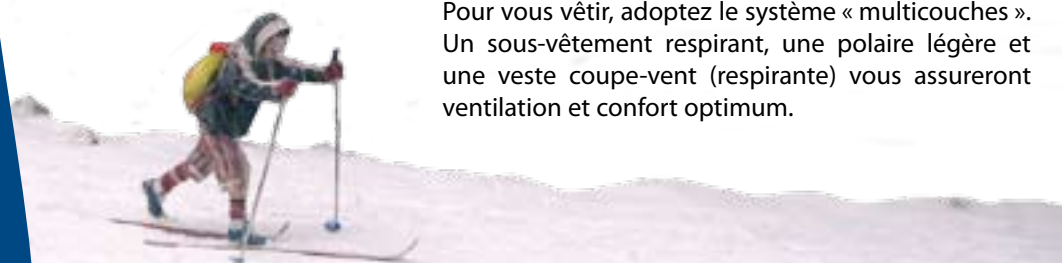 Pour vous vêtir, adoptez le système « multicouches ».
Un sous-vêtement respirant, une polaire légère et
une veste coupe-vent (respirante) vous assureront
ventilation et confort optimum.